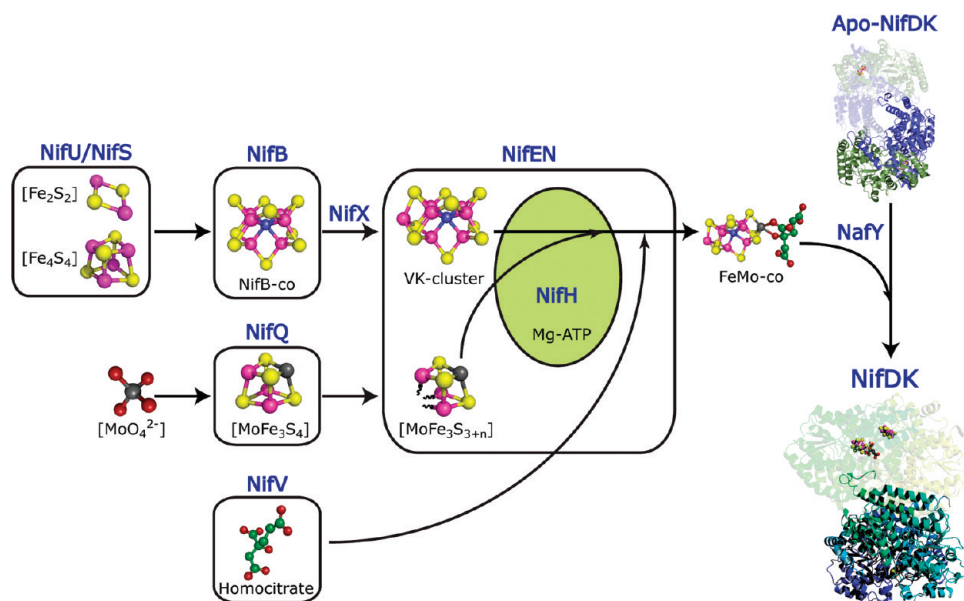 Apo-NifDK
NifU/NifS
NifB
NifEN
[Fe₂S₂]
NifX
NafY
[Fe₄S₄]
NifB-co
VK-cluster
FeMo-co
NifH
Mg-ATP
NifQ
NifDK
[MoO₄²⁻]
[MoFe₃S₄]
[MoFe₃S₃₊ₙ]
NifV
Homocitrate